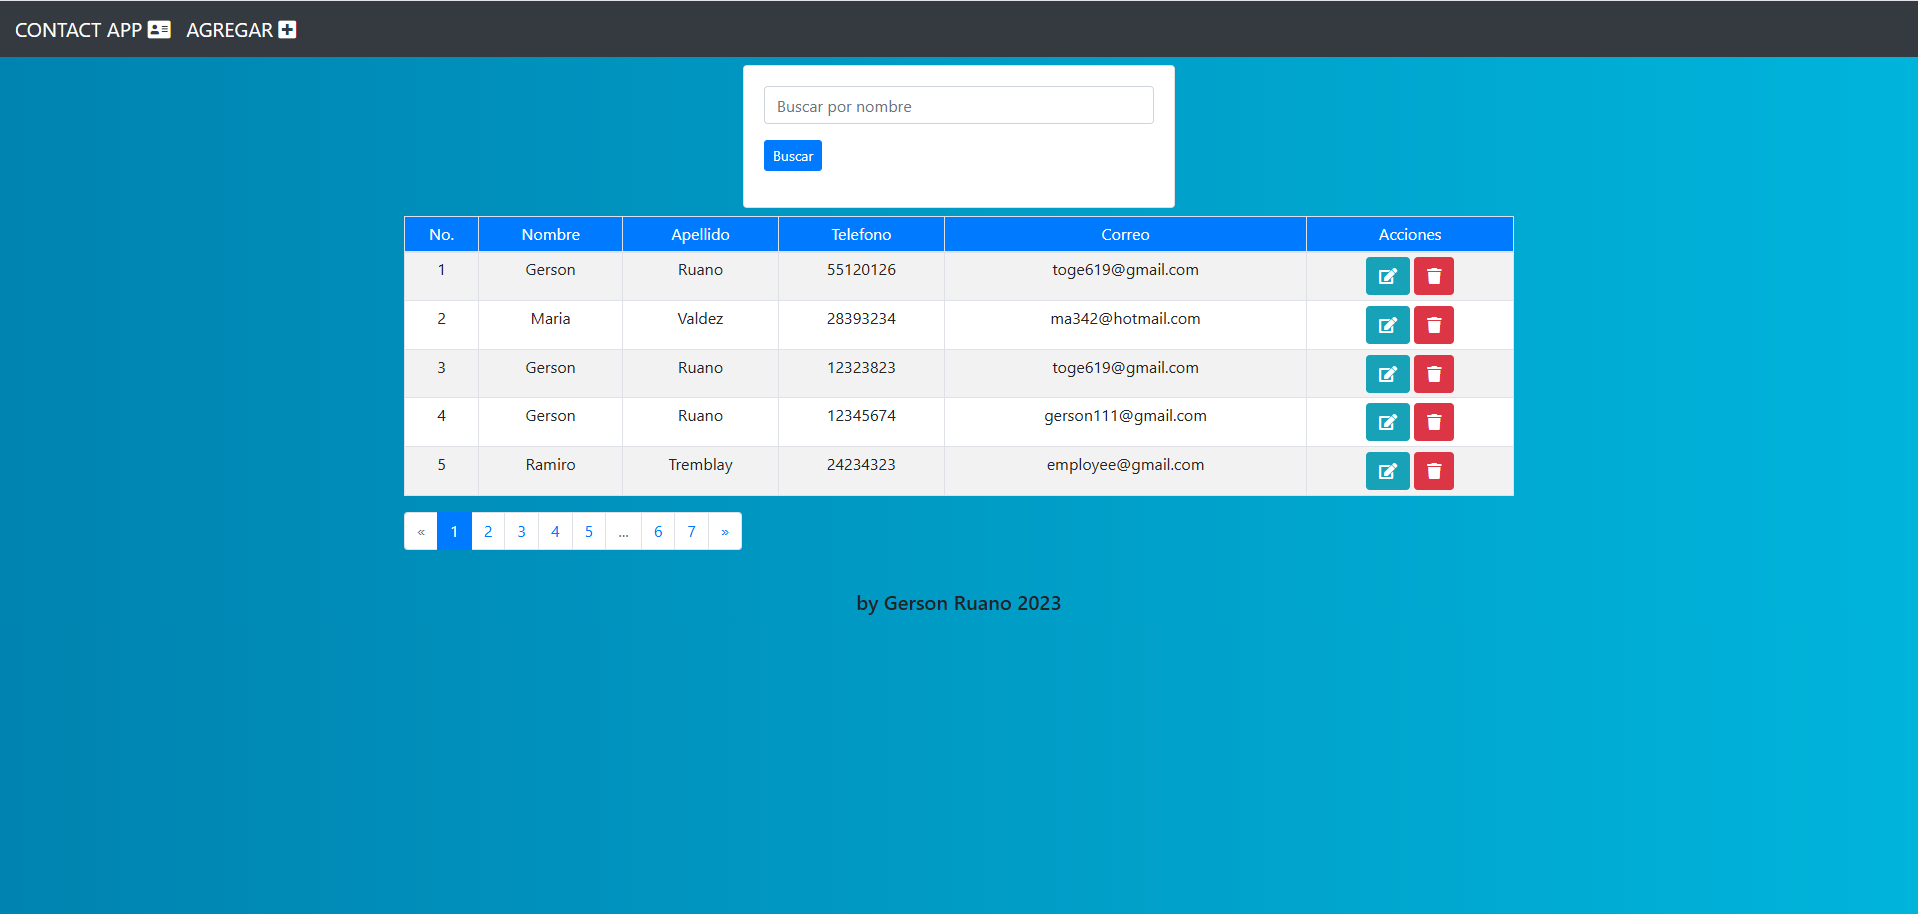 CONTACT APP AGREGAR
Buscar por nombre
Buscar
No. Nombre Apellido Telefono Correo Acciones
1 Gerson Ruano 55120126 toge619@gmail.com
2 Maria Valdez 28393234 ma342@hotmail.com
3 Gerson Ruano 12323823 toge619@gmail.com
4 Gerson Ruano 12345674 gerson111@gmail.com
5 Ramiro Tremblay 24234323 employee@gmail.com
« 1 2 3 4 5 ... 6 7 »
by Gerson Ruano 2023